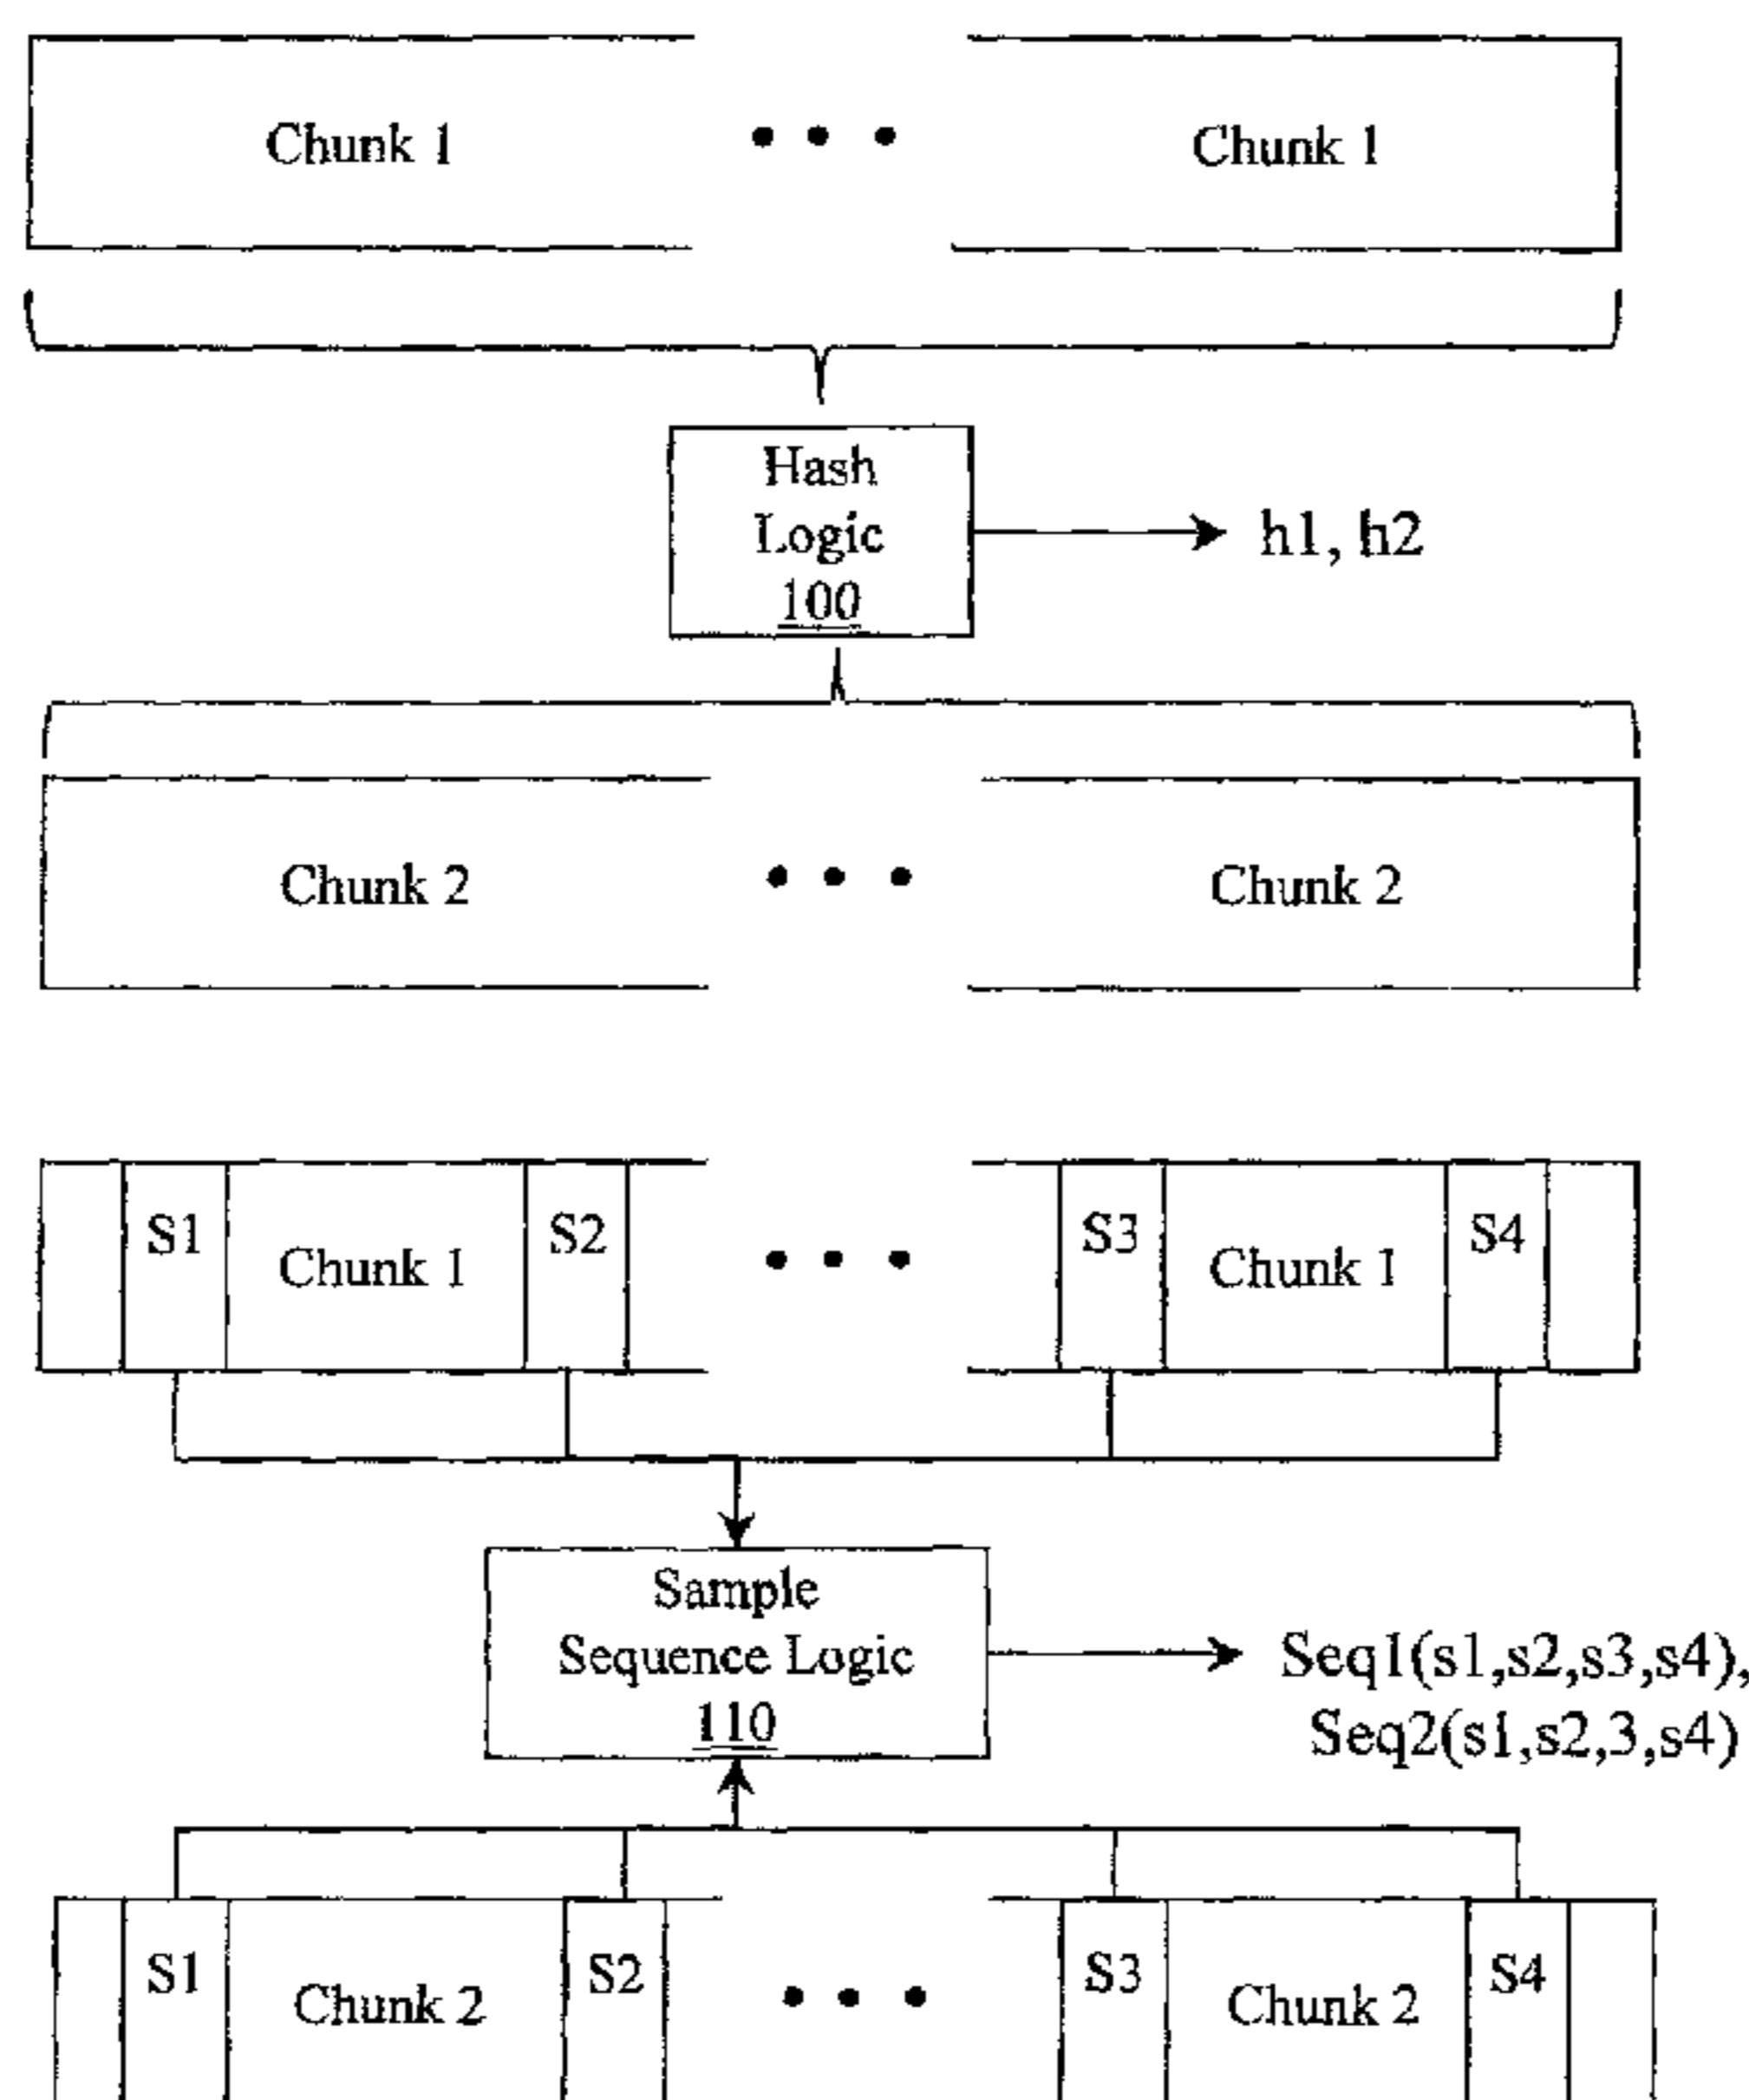 Chunk 1 • • • Chunk 1
Hash
Logic
100
h1, h2
Chunk 2 • • • Chunk 2
S1 Chunk 1 S2 • • • S3 Chunk 1 S4
Sample
Sequence Logic
110
Seq1(s1,s2,s3,s4),
Seq2(s1,s2,3,s4)
S1 Chunk 2 S2 • • • S3 Chunk 2 S4